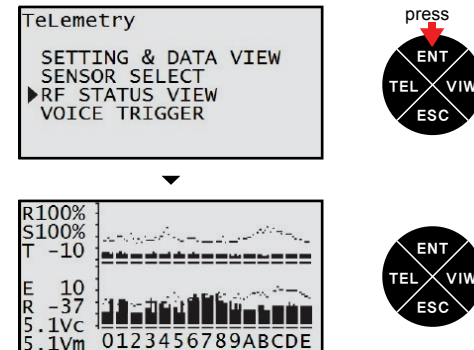 TeLemetry
SETTING & DATA VIEW
SENSOR SELECT
RF STATUS VIEW
VOICE TRIGGER
press
ENT
TEL VIW
ESC
R100%
S100%
T -10
E 10
R -37
5.1Vc
5.1Vm 0123456789ABCDE
ENT
TEL VIW
ESC